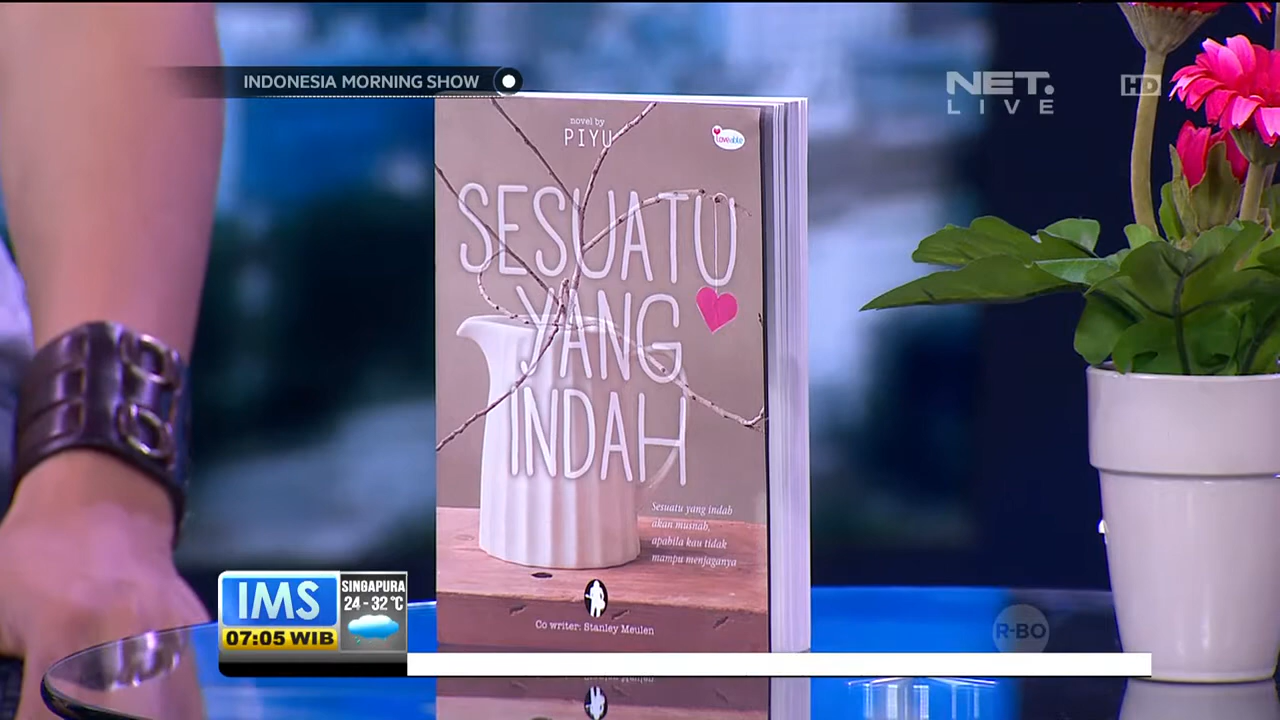 INDONESIA MORNING SHOW
NET.
LIVE
HD
novel by
PIYU
loveable
SESUATU
YANG
INDAH
Sesuatu yang indah
akan musnah,
apabila kau tidak
mampu menjaganya
Co writer: Stanley Meulen
IMS
07:05 WIB
SINGAPURA
24 - 32°C
R-BO